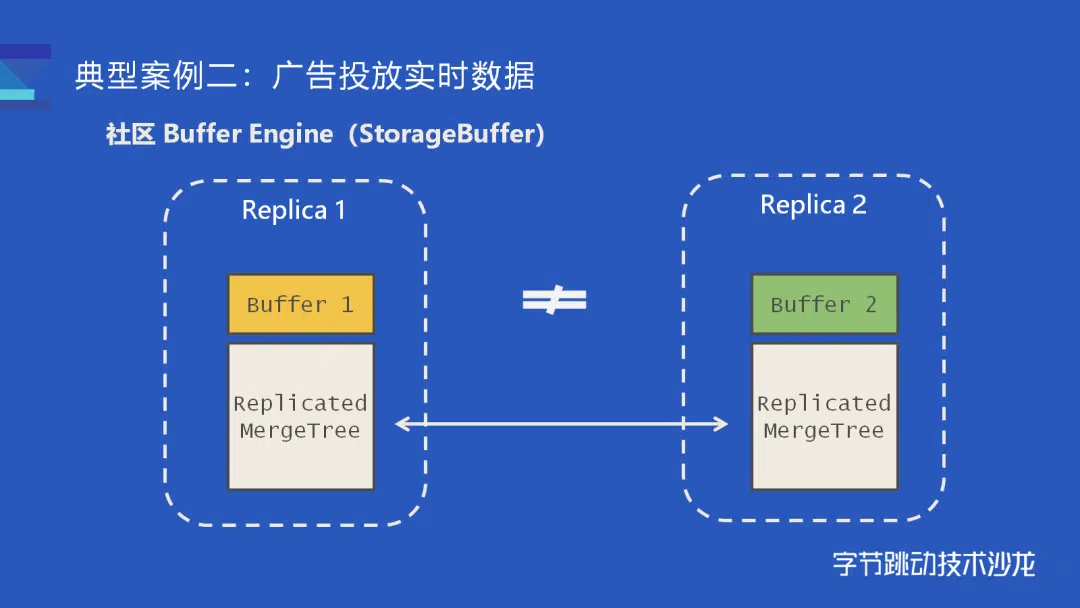 典型案例二：广告投放实时数据
社区 Buffer Engine（StorageBuffer）
Replica 1
Replica 2
Buffer 1
Buffer 2
≠
Replicated
MergeTree
Replicated
MergeTree
字节跳动技术沙龙